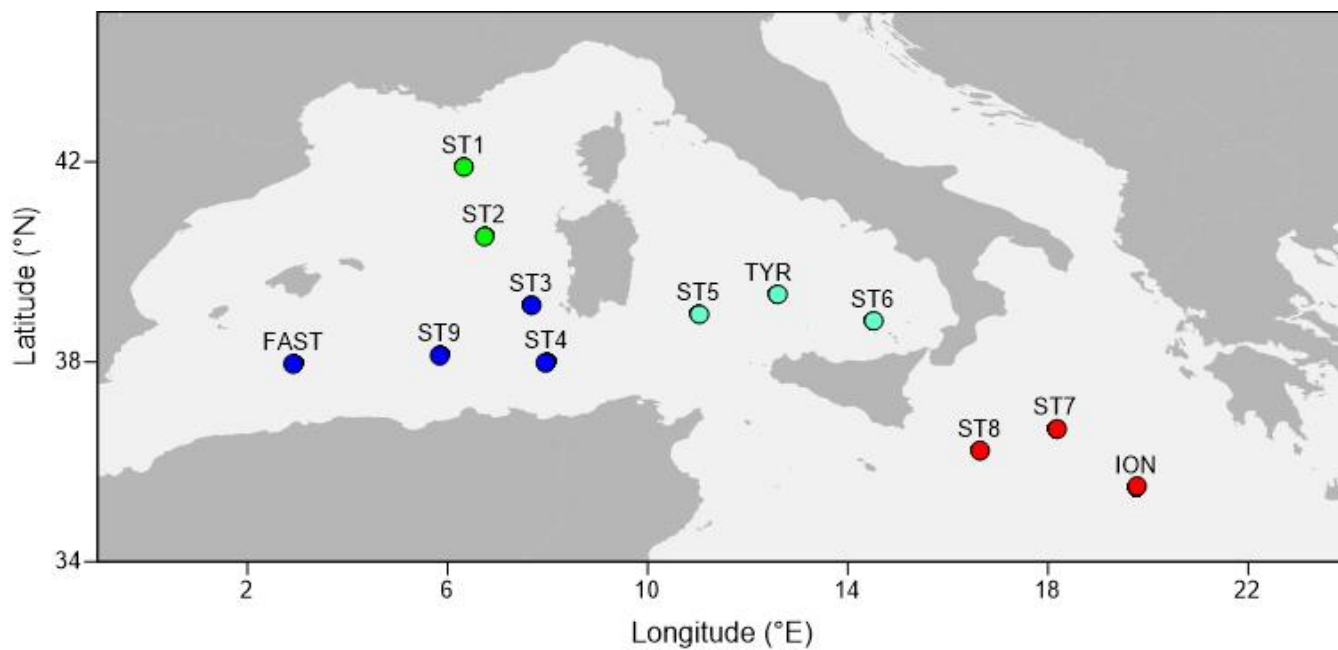 ST1
42
ST2
TYR
ST3
ST5
ST6
FAST
ST9
ST4
38
ST7
ST8
ION
34
2 6 10 14 18 22
Latitude (°N)
Longitude (°E)